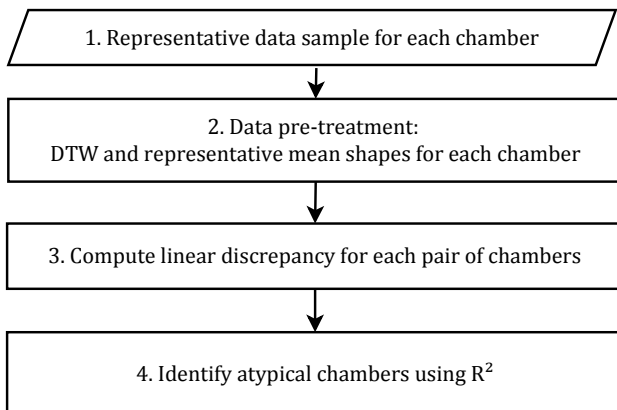 1. Representative data sample for each chamber
2. Data pre-treatment:
DTW and representative mean shapes for each chamber
3. Compute linear discrepancy for each pair of chambers
4. Identify atypical chambers using R²